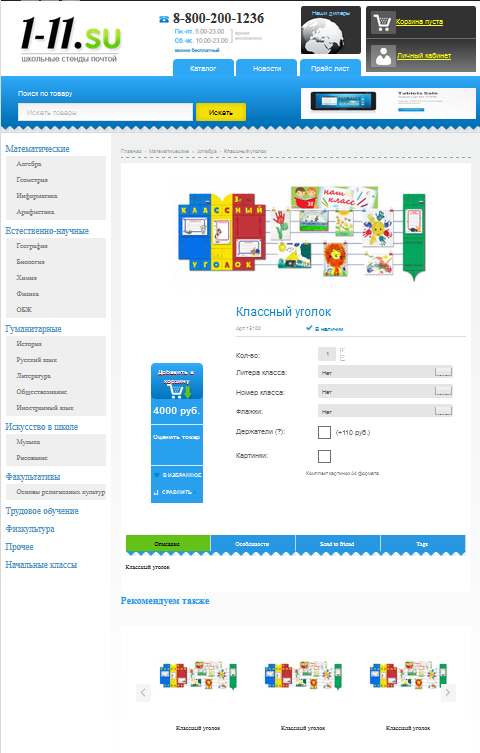 1-11.su
школьные стенды почтой
8-800-200-1236
Пн.-пт. 5.00-23.00
Сб.-вс. 10.00-23.00
время
московское
звонок бесплатный
Наши дилеры
Корзина пуста
Личный кабинет
Каталог
Новости
Прайс лист
Поиск по товару
Искать товары
Искать
Tablets Sale
Главная › Математические › Алгебра › Классный уголок
Математические
Алгебра
Геометрия
Информатика
Арифметика
Естественно-научные
География
Биология
Химия
Физика
ОБЖ
Гуманитарные
История
Русский язык
Литература
Обществознание
Иностранный язык
Искусство в школе
Музыка
Рисование
Факультативы
Основы религиозных культур
Трудовое обучение
Физкультура
Прочее
Начальные классы
КЛАССНЫЙ
УГОЛОК
наш
класс
Классный уголок
Арт.13100
В наличии
Кол-во:
1
Литера класса:
Нет
Номер класса:
Нет
Флажки:
Нет
Держатели (?):
(+110 руб.)
Картинки:
Комплект картинок A4 формата
Добавить в
корзину
4000 руб.
Оценить товар
В ИЗБРАННОЕ
СРАВНИТЬ
Описание
Особенности
Send to friend
Tags
Классный уголок
Рекомендуем также
Классный уголок
Классный уголок
Классный уголок